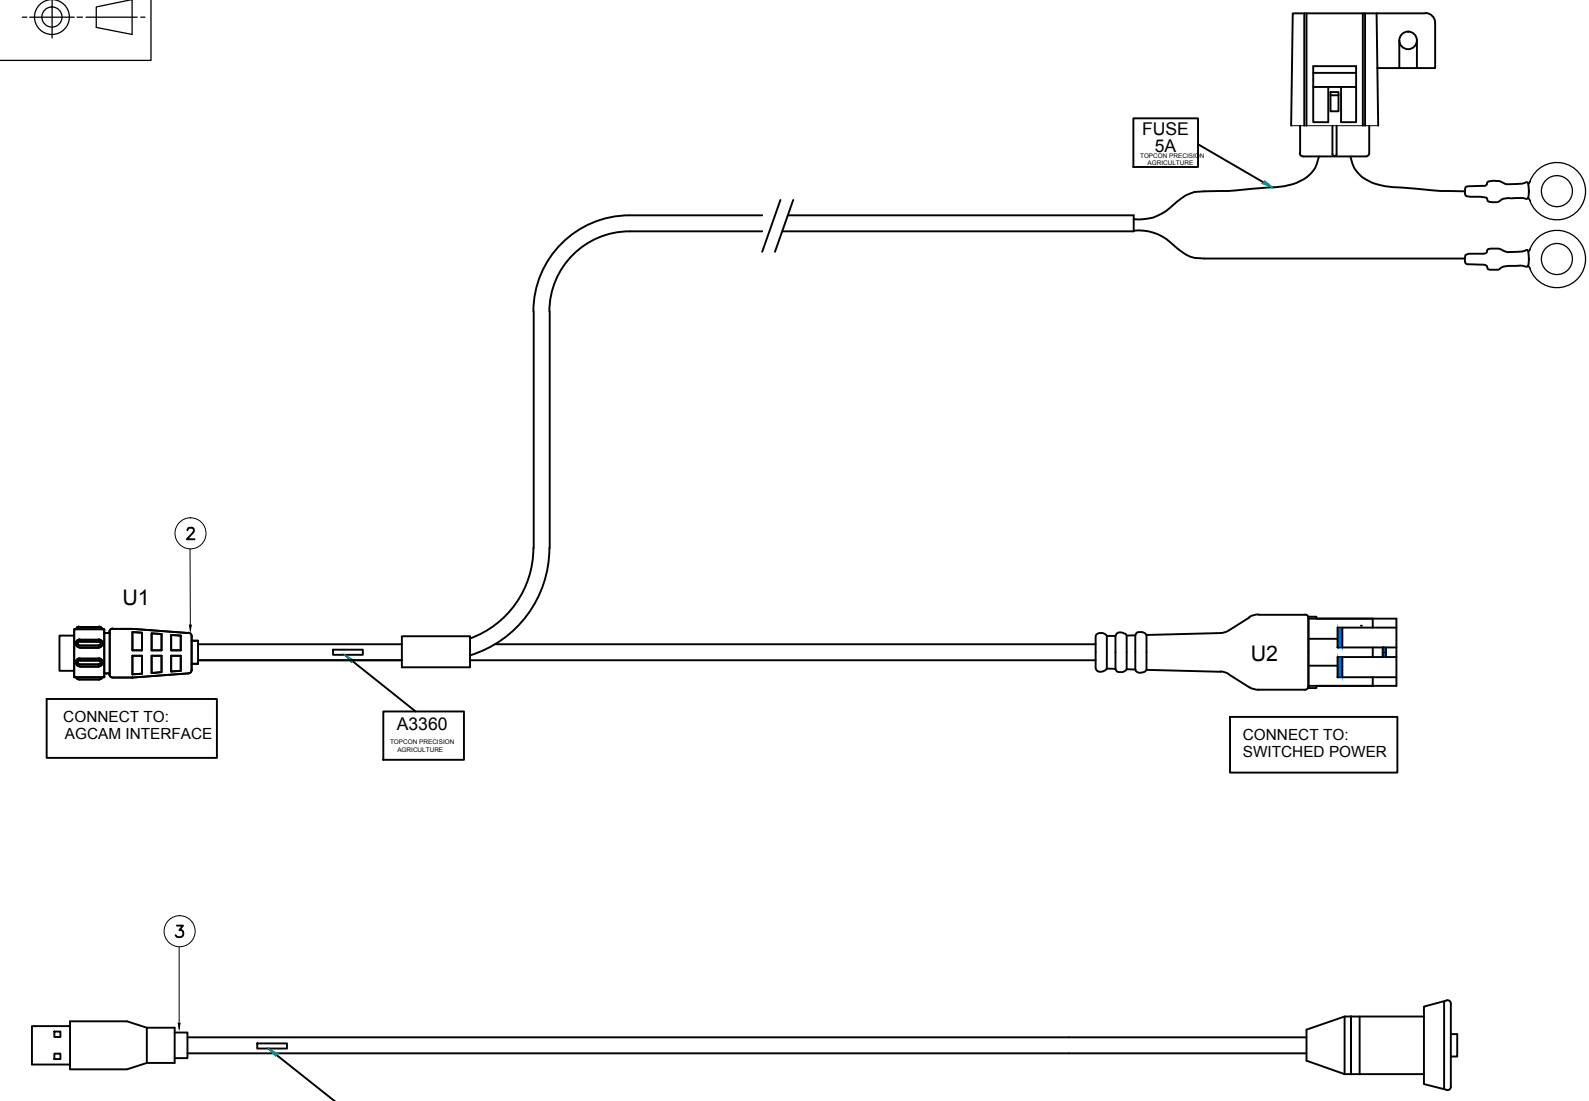 FUSE
5A
TOPCON PRECISION
AGRICULTURE
2
U1
U2
CONNECT TO:
AGCAM INTERFACE
A3360
TOPCON PRECISION
AGRICULTURE
CONNECT TO:
SWITCHED POWER
3